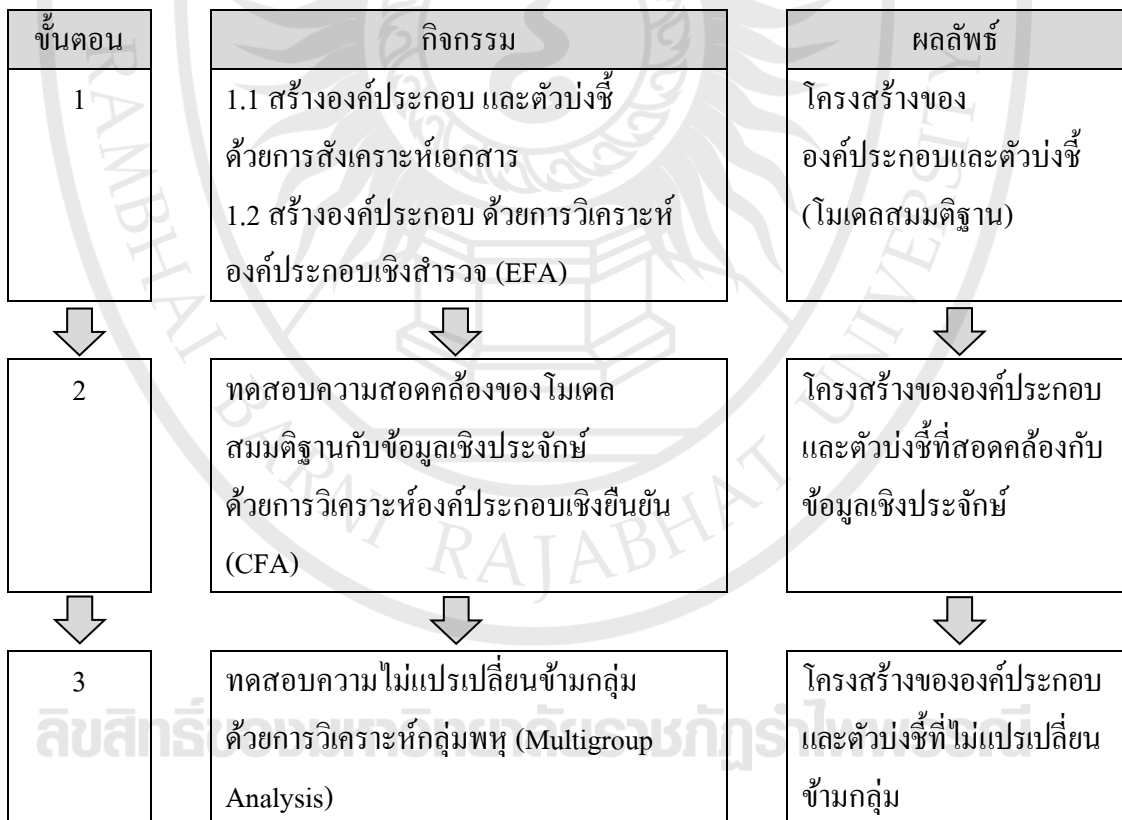 ขั้นตอน
กิจกรรม
ผลลัพธ์
1
1.1 สร้างองค์ประกอบ และตัวบ่งชี้
ด้วยการสังเคราะห์เอกสาร
1.2 สร้างองค์ประกอบ ด้วยการวิเคราะห์
องค์ประกอบเชิงสำรวจ (EFA)
โครงสร้างของ
องค์ประกอบและตัวบ่งชี้
(โมเดลสมมติฐาน)
2
ทดสอบความสอดคล้องของโมเดล
สมมติฐานกับข้อมูลเชิงประจักษ์
ด้วยการวิเคราะห์องค์ประกอบเชิงยืนยัน
(CFA)
โครงสร้างขององค์ประกอบ
และตัวบ่งชี้ที่สอดคล้องกับ
ข้อมูลเชิงประจักษ์
3
ทดสอบความไม่แปรเปลี่ยนข้ามกลุ่ม
ด้วยการวิเคราะห์กลุ่มพหุ (Multigroup
Analysis)
โครงสร้างขององค์ประกอบ
และตัวบ่งชี้ที่ไม่แปรเปลี่ยน
ข้ามกลุ่ม
RAMBHAI BARNI RAJABHAT UNIVERSITY
ลิขสิทธิ์ของมหาวิทยาลัยราชภัฏรำไพพรรณี